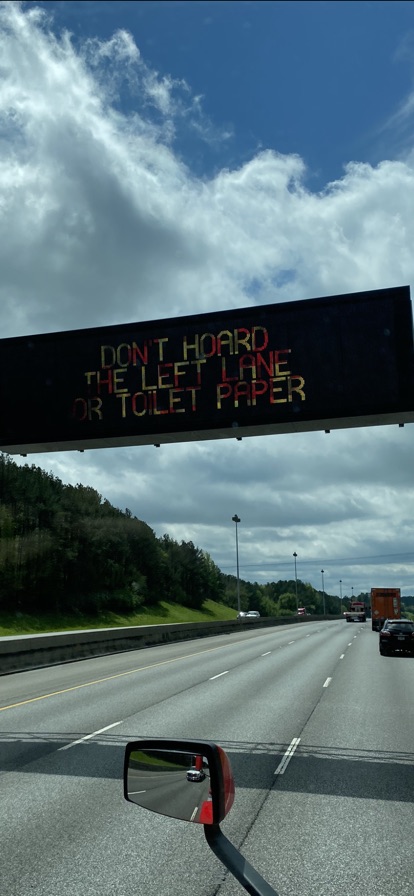 DON'T HOARD
THE LEFT LANE
OR TOILET PAPER